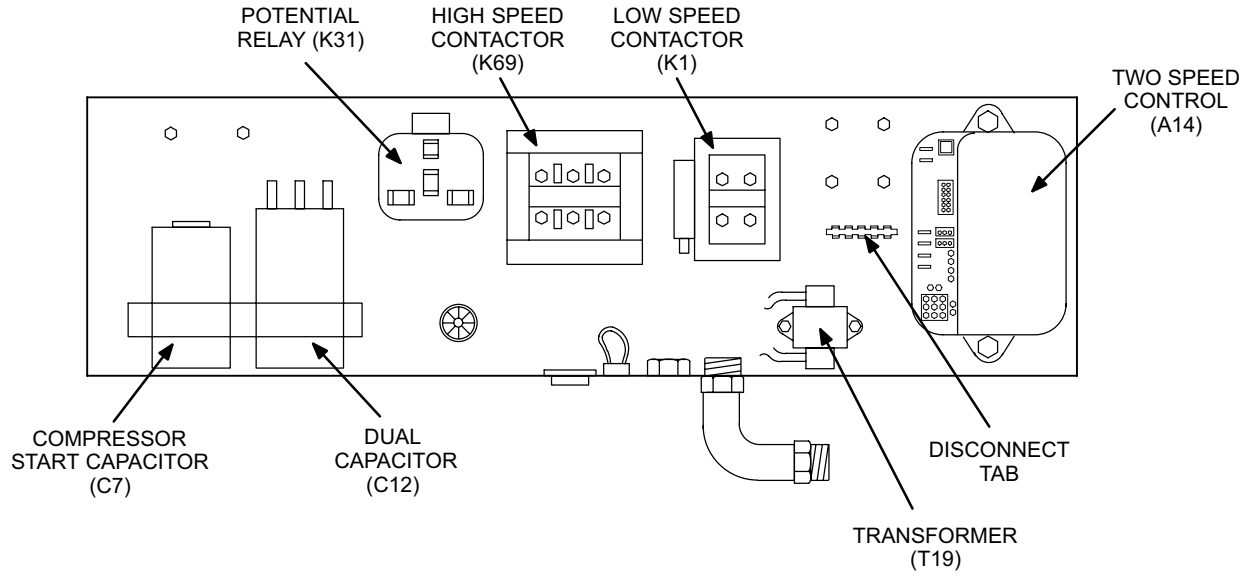 POTENTIAL
RELAY (K31)
HIGH SPEED
CONTACTOR
(K69)
LOW SPEED
CONTACTOR
(K1)
TWO SPEED
CONTROL
(A14)
COMPRESSOR
START CAPACITOR
(C7)
DUAL
CAPACITOR
(C12)
DISCONNECT
TAB
TRANSFORMER
(T19)